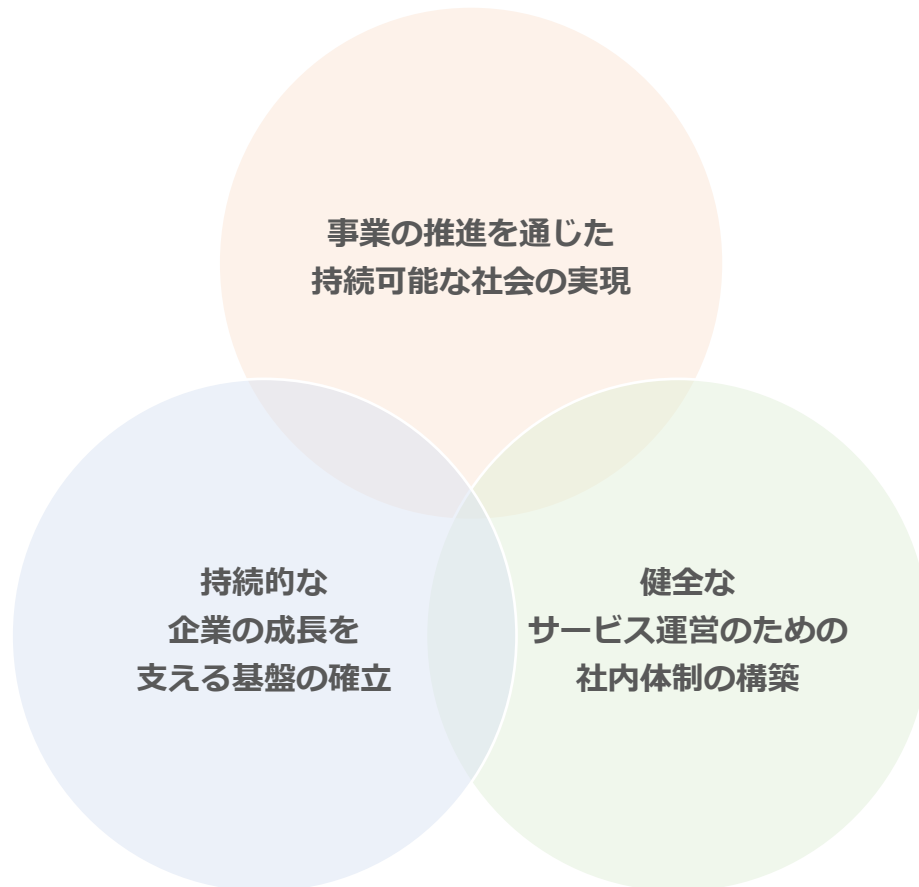 事業の推進を通じた
持続可能な社会の実現
持続的な
企業の成長を
支える基盤の確立
健全な
サービス運営のための
社内体制の構築